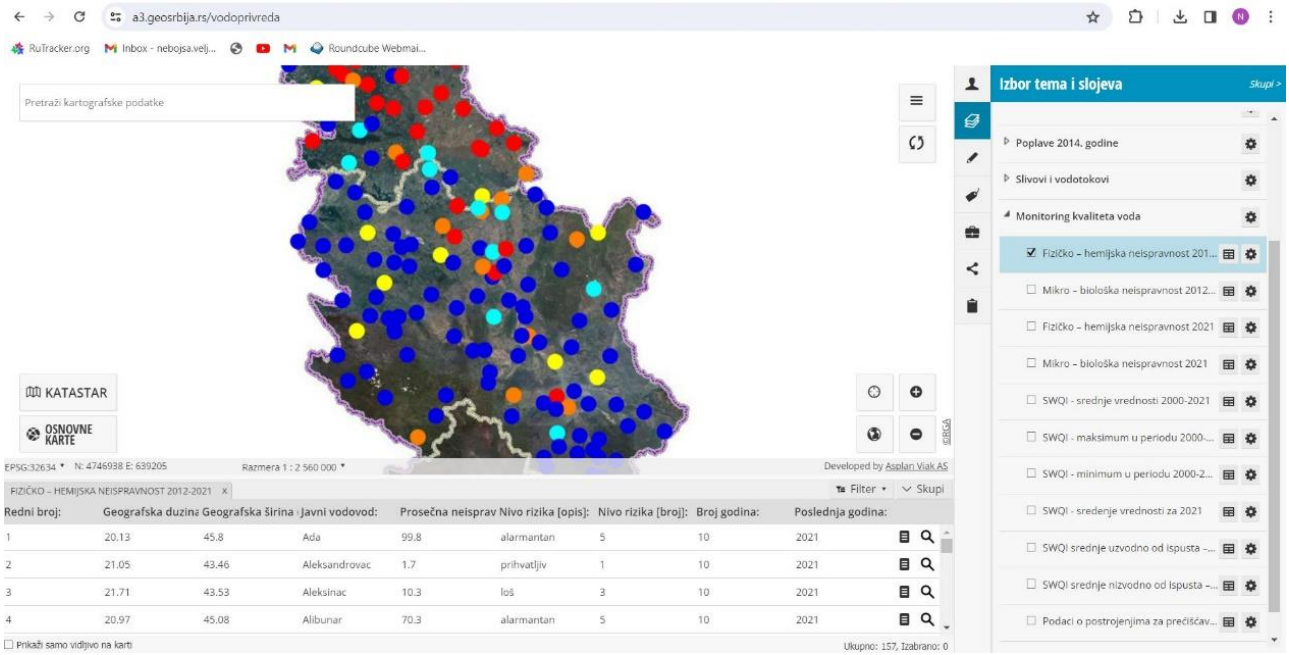 a3.geosrbija.rs/vodoprivreda
N
RuTracker.org Inbox - nebojsa.velj... Roundcube Webmai...
Pretraži kartografske podatke
KATASTAR
OSNOVNE
KARTE
©RGA
EPSG:32634 N: 4746938 E: 639205 Razmera 1 : 2 560 000 Developed by Asplan Viak AS
FIZIČKO – HEMIJSKA NEISPRAVNOST 2012-2021 x Filter Skupi
Redni broj: Geografska dužina Geografska širina Javni vodovod: Prosečna neisprav Nivo rizika [opis]: Nivo rizika [broj]: Broj godina: Poslednja godina:
1 20.13 45.8 Ada 99.8 alarmantan 5 10 2021
2 21.05 43.46 Aleksandrovac 1.7 prihvatljiv 1 10 2021
3 21.71 43.53 Aleksinac 10.3 loš 3 10 2021
4 20.97 45.08 Alibunar 70.3 alarmantan 5 10 2021
Prikaži samo vidljivo na karti Ukupno: 157, Izabrano: 0
Izbor tema i slojeva Skupi >
Poplave 2014. godine
Slivovi i vodotokovi
Monitoring kvaliteta voda
Fizičko – hemijska neispravnost 201...
Mikro – biološka neispravnost 2012...
Fizičko – hemijska neispravnost 2021
Mikro – biološka neispravnost 2021
SWQI - srednje vrednosti 2000-2021
SWQI - maksimum u periodu 2000-...
SWQI - minimum u periodu 2000-2...
SWQI - sredenje vrednosti za 2021
SWQI srednje uzvodno od ispusta –...
SWQI srednje nizvodno od ispusta –...
Podaci o postrojenjima za prečišćav...